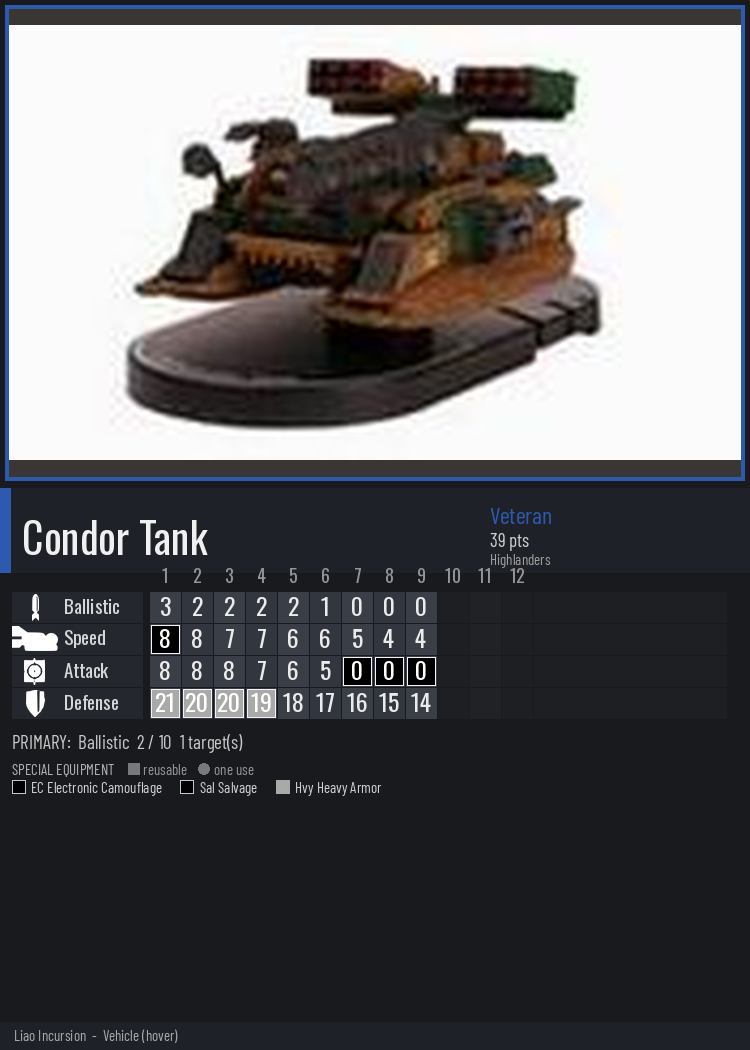 Condor Tank
Veteran
39 pts
Highlanders
1 2 3 4 5 6 7 8 9 10 11 12
Ballistic 3 2 2 2 2 1 0 0 0
Speed 8 8 7 7 6 6 5 4 4
Attack 8 8 8 7 6 5 0 0 0
Defense 21 20 20 19 18 17 16 15 14
PRIMARY: Ballistic 2 / 10 1 target(s)
SPECIAL EQUIPMENT reusable one use
EC Electronic Camouflage Sal Salvage Hvy Heavy Armor
Liao Incursion - Vehicle (hover)